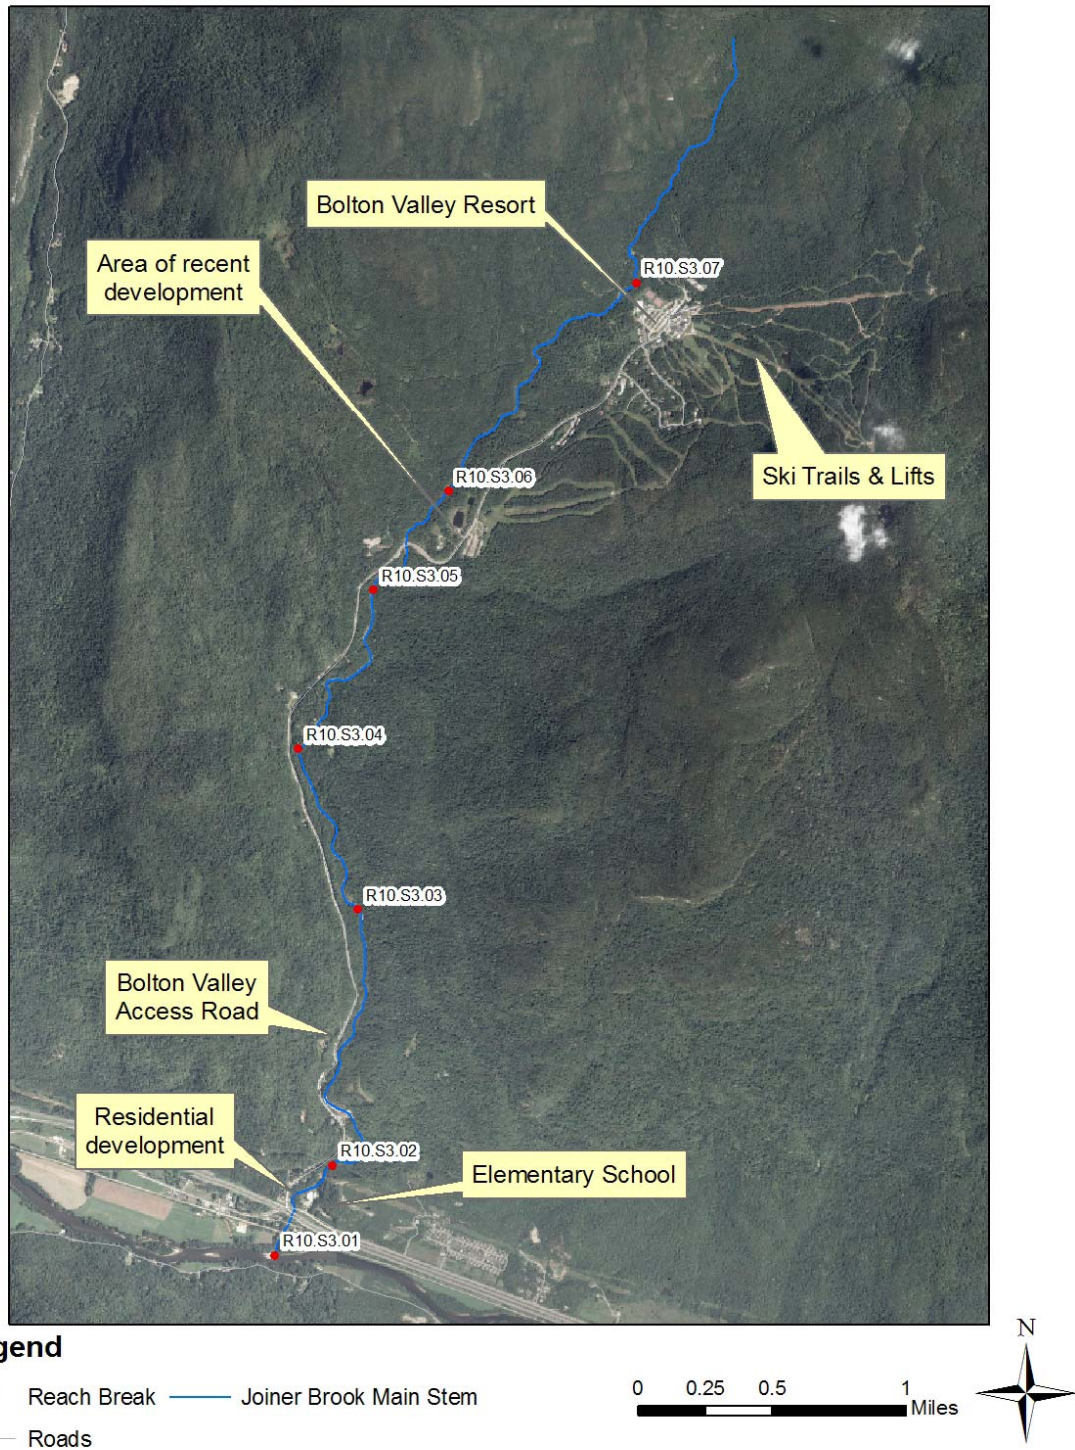 Bolton Valley Resort
Area of recent
development
R10.S3.07
Ski Trails & Lifts
R10.S3.06
R10.S3.05
R10.S3.04
R10.S3.03
Bolton Valley
Access Road
Residential
development
R10.S3.02
Elementary School
R10.S3.01
gend
Reach Break
Joiner Brook Main Stem
Roads
0 0.25 0.5 1
Miles
N